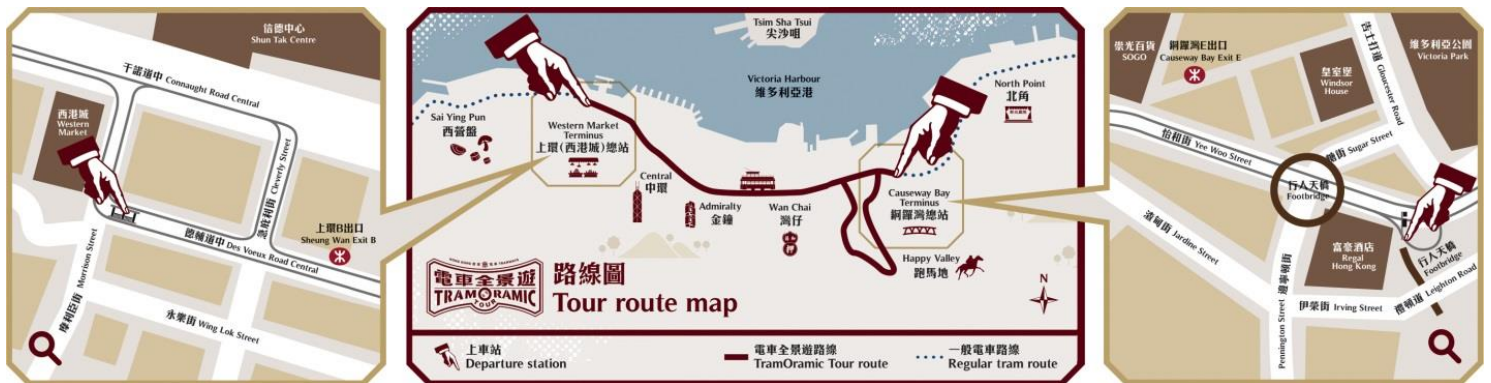 信德中心
Shun Tak Centre
干諾道中 Connaught Road Central
西港城
Western
Market
急庇利街 Cleverly Street
上環B出口
Sheung Wan Exit B
德輔道中 Des Voeux Road Central
摩利臣街 Morrison Street
永樂街 Wing Lok Street
Tsim Sha Tsui
尖沙咀
Victoria Harbour
維多利亞港
North Point
北角
Sai Ying Pun
西營盤
Western Market
Terminus
上環(西港城)總站
Central
中環
Admiralty
金鐘
Wan Chai
灣仔
Causeway Bay
Terminus
銅鑼灣總站
Happy Valley
跑馬地
電車全景遊
TRAMORAMIC
TOUR
路線圖
Tour route map
N
上車站
Departure station
電車全景遊路線
TramOramic Tour route
一般電車路線
Regular tram route
崇光百貨
SOGO
銅鑼灣E出口
Causeway Bay Exit E
告士打道 Gloucester Road
維多利亞公園
Victoria Park
皇室堡
Windsor
House
怡和街 Yee Woo Street
糖街 Sugar Street
行人天橋
Footbridge
渣甸街 Jardine Street
富豪酒店
Regal
Hong Kong
行人天橋
Footbridge
邊寧頓街
Pennington Street
伊榮街 Irving Street
禮頓道 Leighton Road